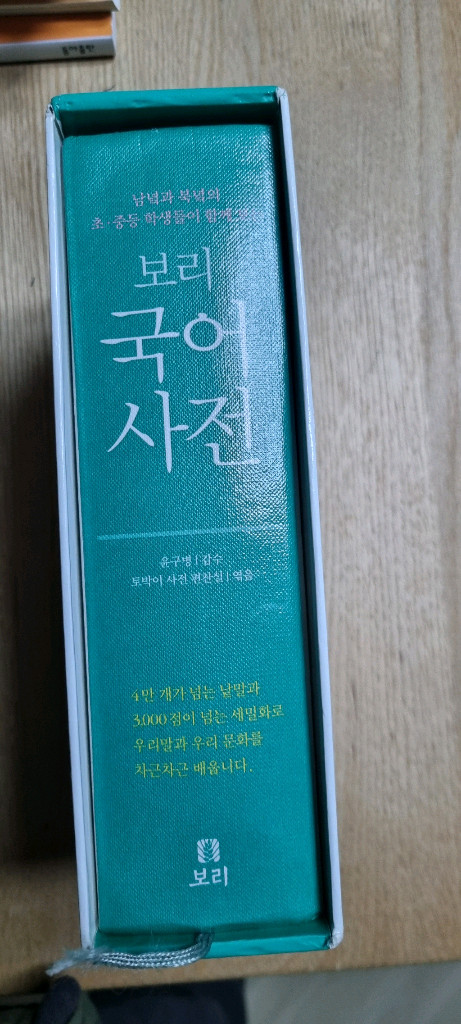 남녘과 북녘의
초·중등 학생들이 함께
보리
국어
사전
윤구병 | 감수
토박이 사전 편찬실 | 엮음
4만 개가 넘는 낱말과
3,000 점이 넘는 세밀화로
우리말과 우리 문화를
차근차근 배웁니다.
보리